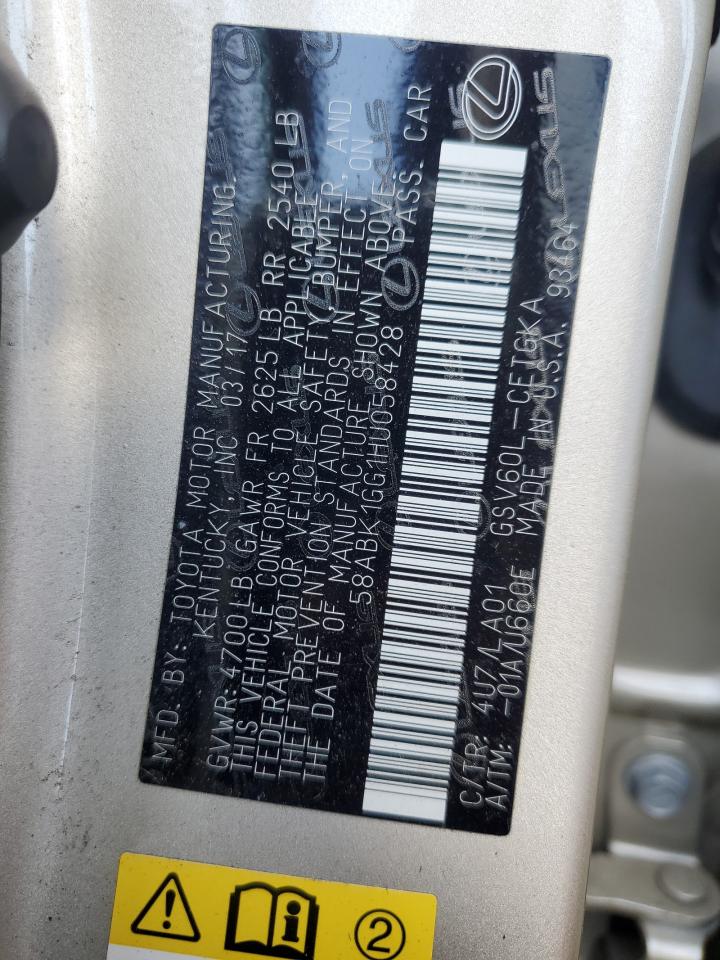 MFD. BY: TOYOTA MOTOR MANUFACTURING.
KENTUCKY, INC 03/17
GVWR: 4700 LB GAWR FR 2625 LB RR 2540 LB
THIS VEHICLE CONFORMS TO ALL APPLICABLE
FEDERAL MOTOR VEHICLE SAFETY, BUMPER, AND
THEFT PREVENTION STANDARDS IN EFFECT ON
THE DATE OF MANUFACTURE SHOWN ABOVE.
58ABK1GG1HU058428 PASS. CAR
C/TR: 4U7/LA01 GSV60L-CETGKA
A/TM: -01A/U660E MADE IN U.S.A. 93464
LEXUS
2